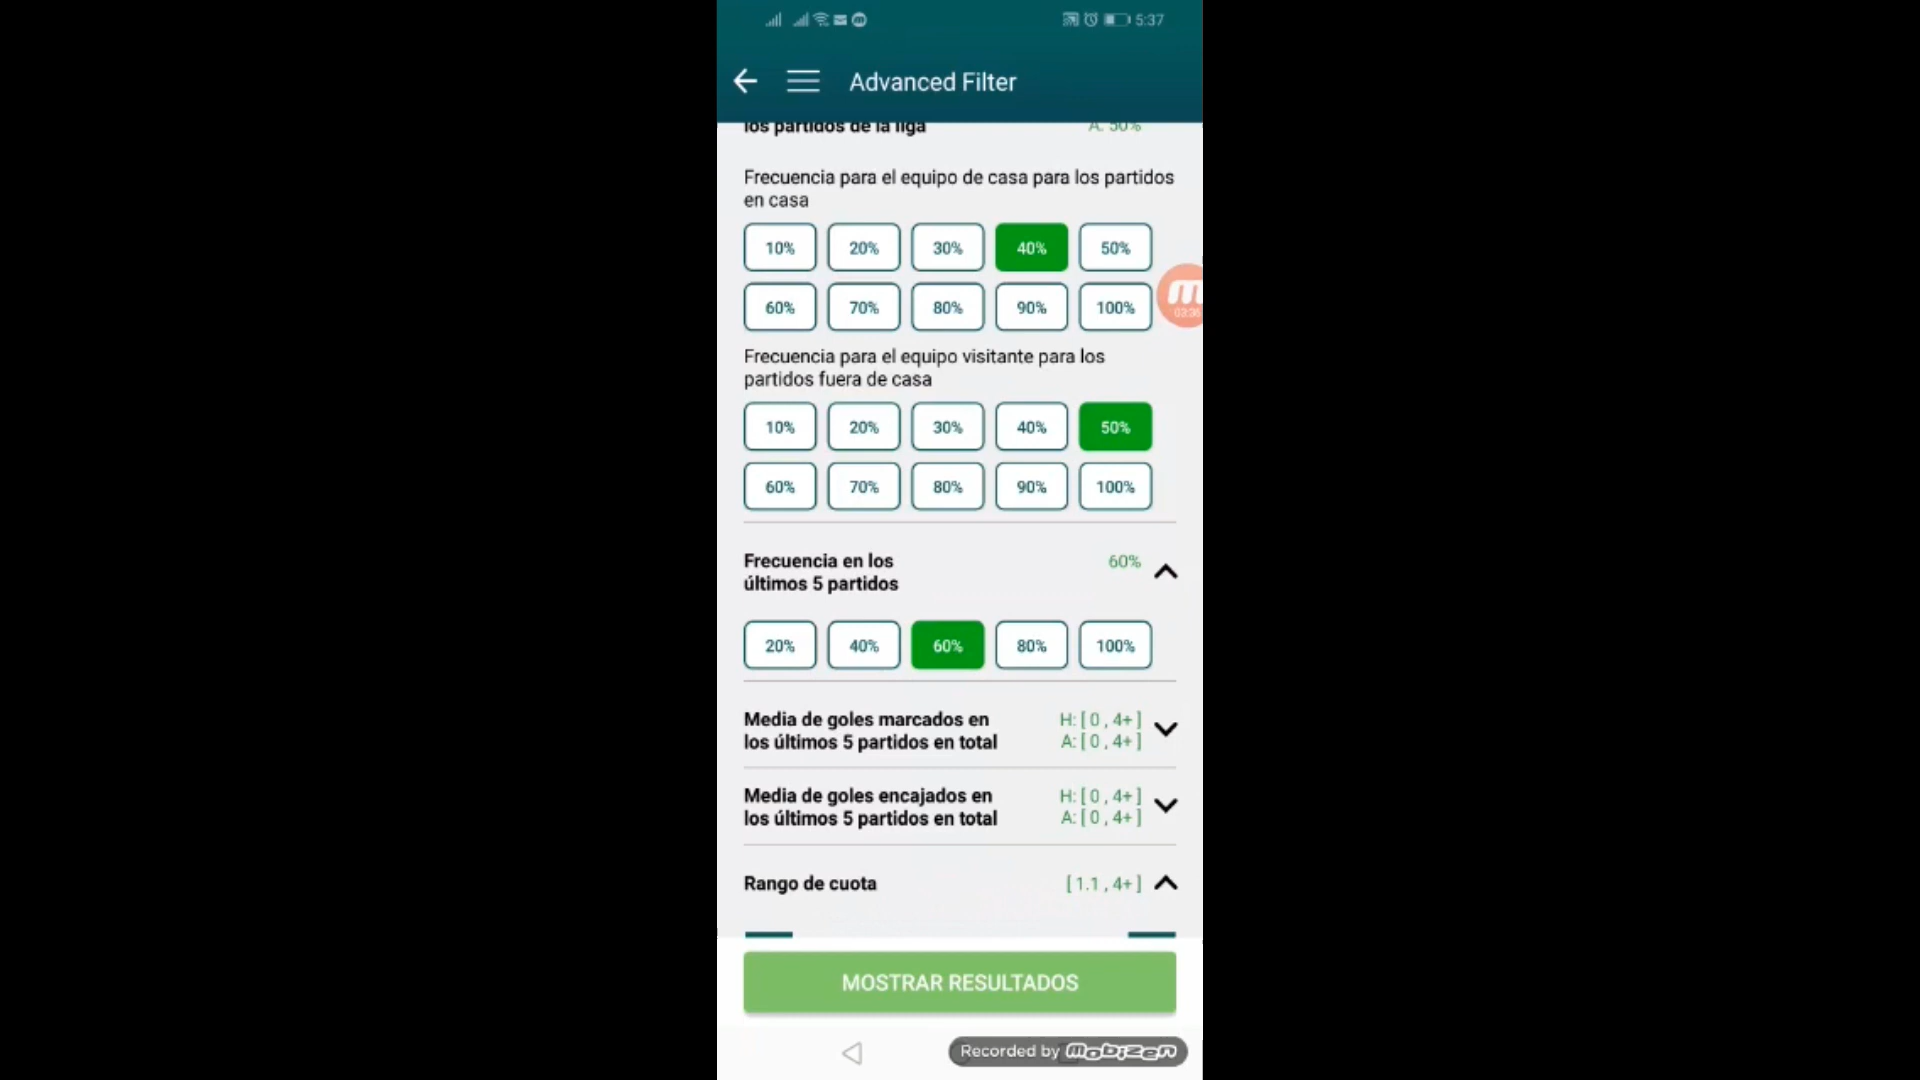 5:37
Advanced Filter
los partidos de la liga A: 50%
Frecuencia para el equipo de casa para los partidos
en casa
10% 20% 30% 40% 50%
60% 70% 80% 90% 100%
03:36
Frecuencia para el equipo visitante para los
partidos fuera de casa
10% 20% 30% 40% 50%
60% 70% 80% 90% 100%
Frecuencia en los 60%
últimos 5 partidos
20% 40% 60% 80% 100%
Media de goles marcados en H: [ 0 , 4+ ]
los últimos 5 partidos en total A: [ 0 , 4+ ]
Media de goles encajados en H: [ 0 , 4+ ]
los últimos 5 partidos en total A: [ 0 , 4+ ]
Rango de cuota [ 1.1 , 4+ ]
MOSTRAR RESULTADOS
Recorded by mobizen